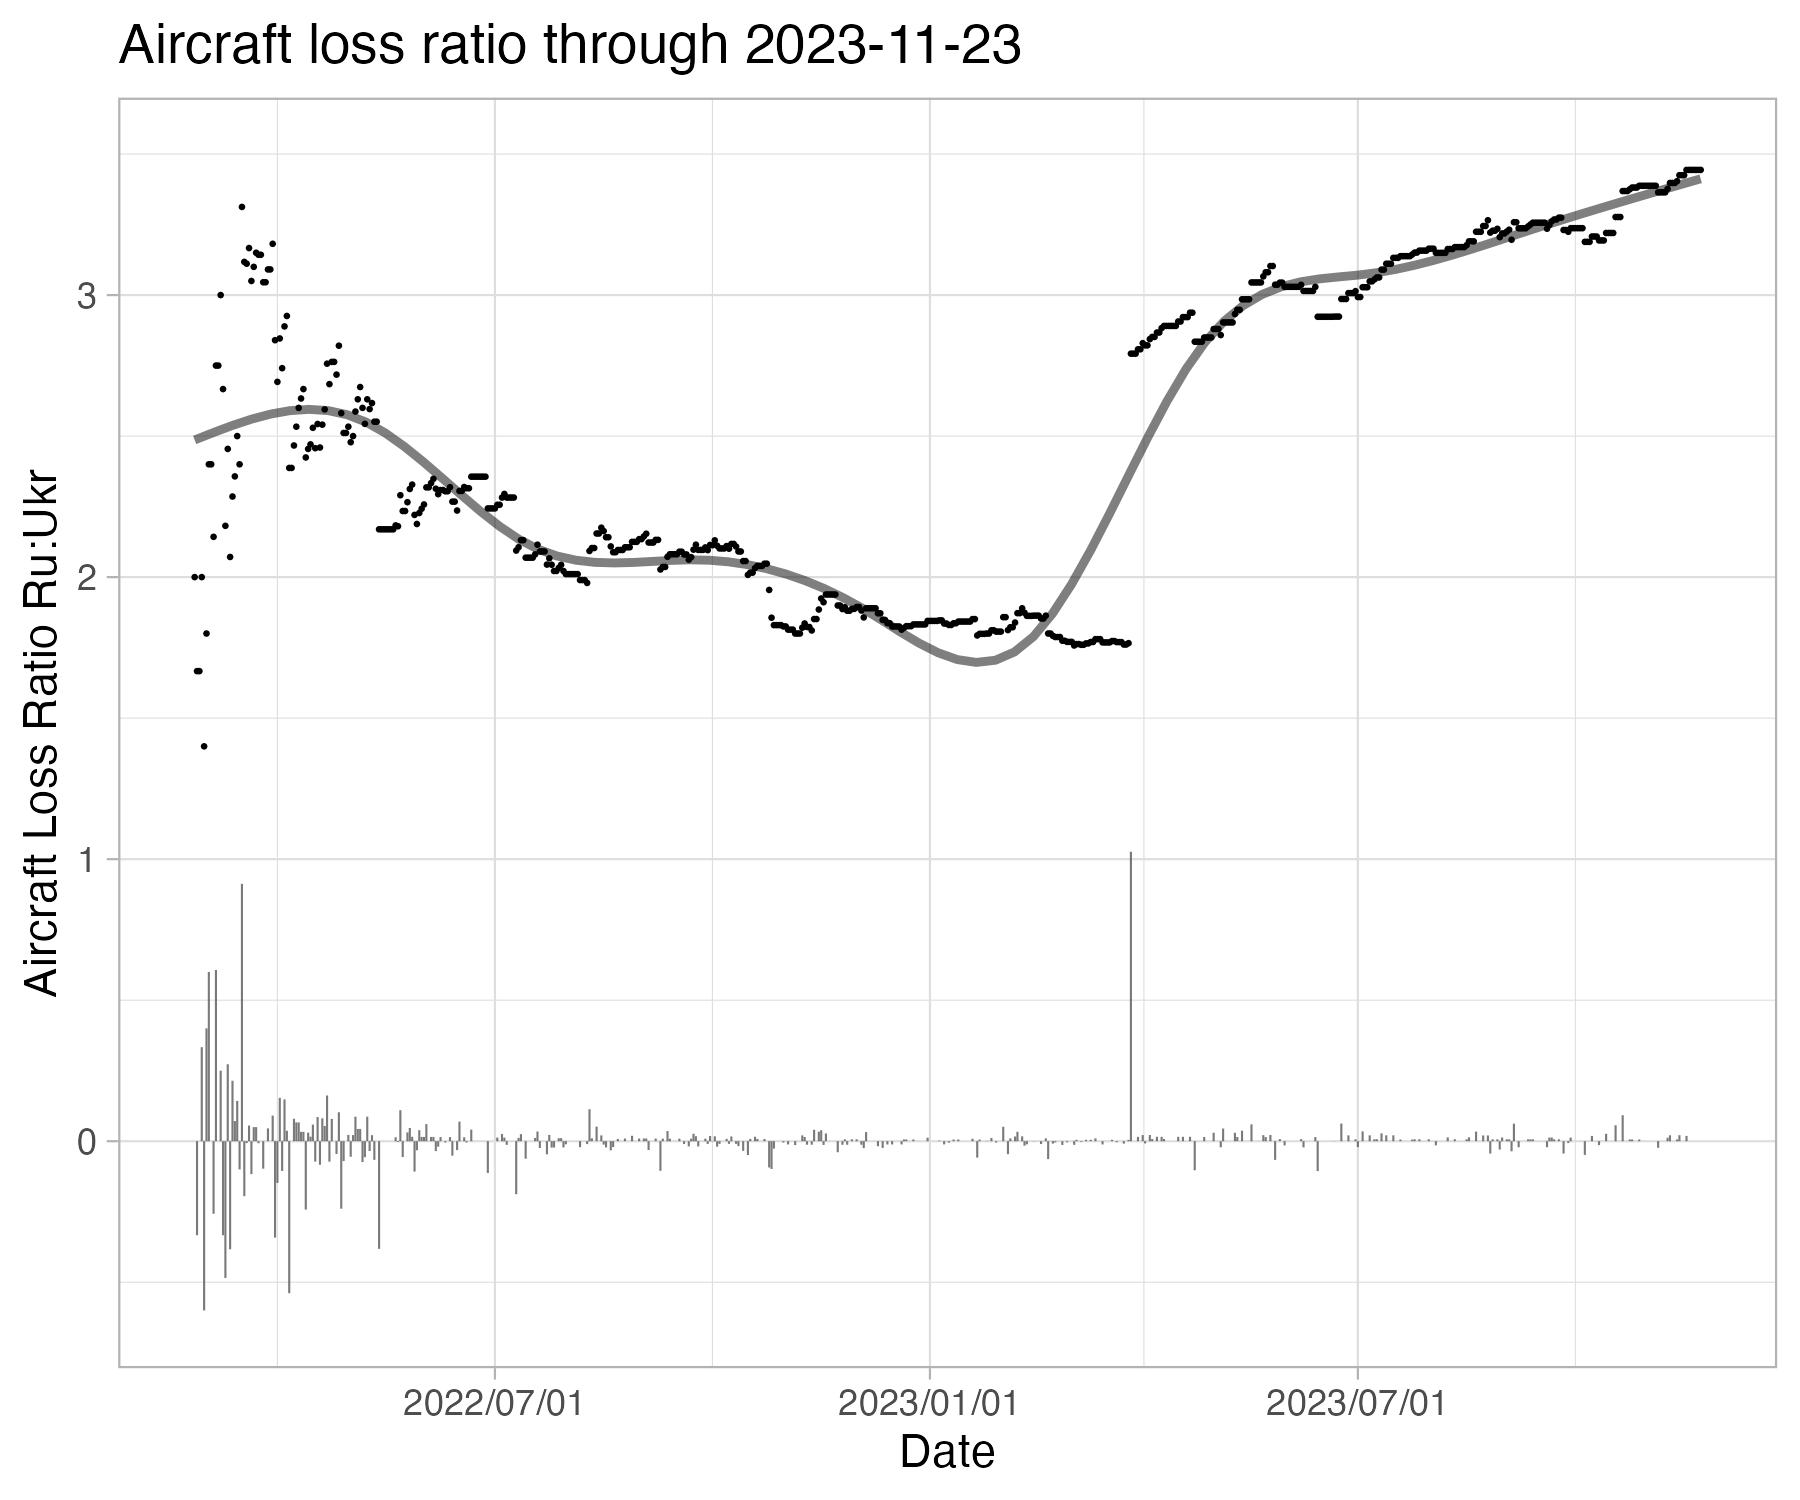 Aircraft loss ratio through 2023-11-23
Aircraft Loss Ratio Ru:Ukr
3
2
1
0
2022/07/01
2023/01/01
2023/07/01
Date